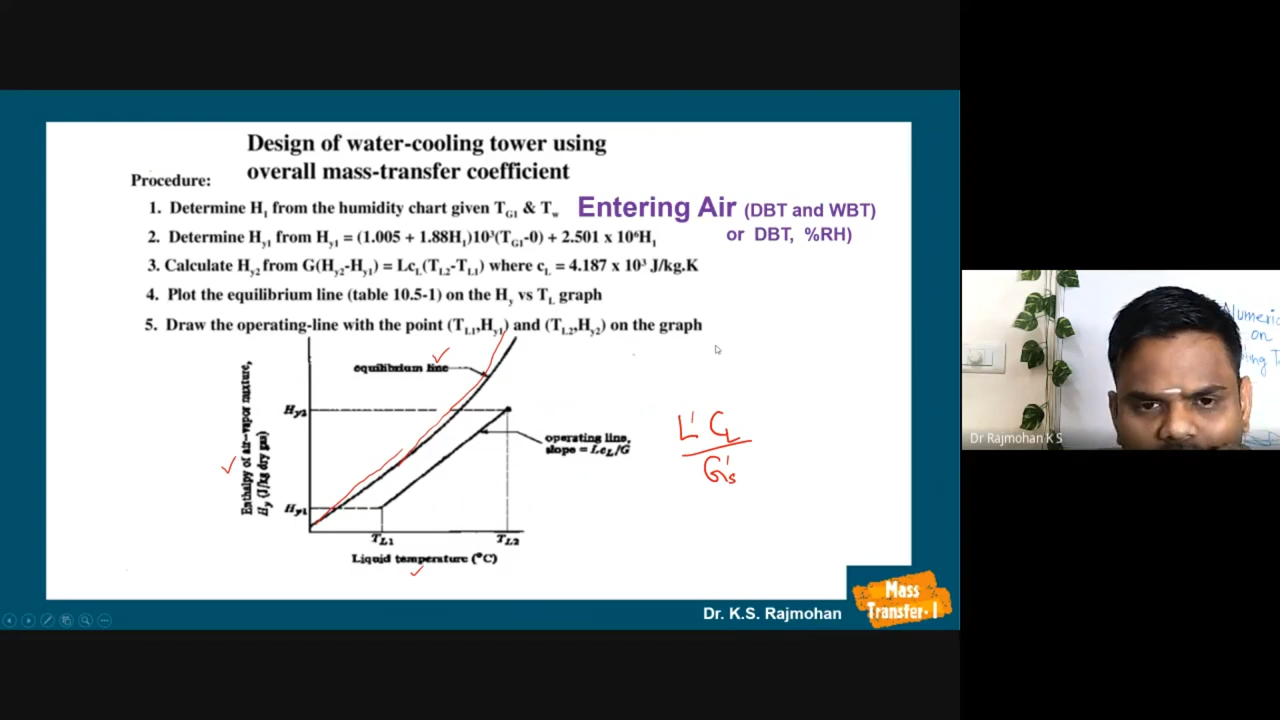 Design of water-cooling tower using
overall mass-transfer coefficient
Procedure:
1. Determine H1 from the humidity chart given TG1 & Tw
Entering Air (DBT and WBT)
or DBT, %RH)
2. Determine Hy1 from Hy1 = (1.005 + 1.88H1)10³(TG1-0) + 2.501 x 10⁶H1
3. Calculate Hy2 from G(Hy2-Hy1) = LcL(TL2-TL1) where cL = 4.187 x 10³ J/kg.K
4. Plot the equilibrium line (table 10.5-1) on the Hy vs TL graph
5. Draw the operating-line with the point (TL1,Hy1) and (TL2,Hy2) on the graph
Enthalpy of air-vapor mixture,
Hy (J/kg dry gas)
equilibrium line
Hy2
operating line,
slope = LcL/G
Hy1
TL1
TL2
Liquid temperature (°C)
L' CL
G's
Dr. K.S. Rajmohan
Mass
Transfer-I
Numeric
on
Dr Rajmohan K S